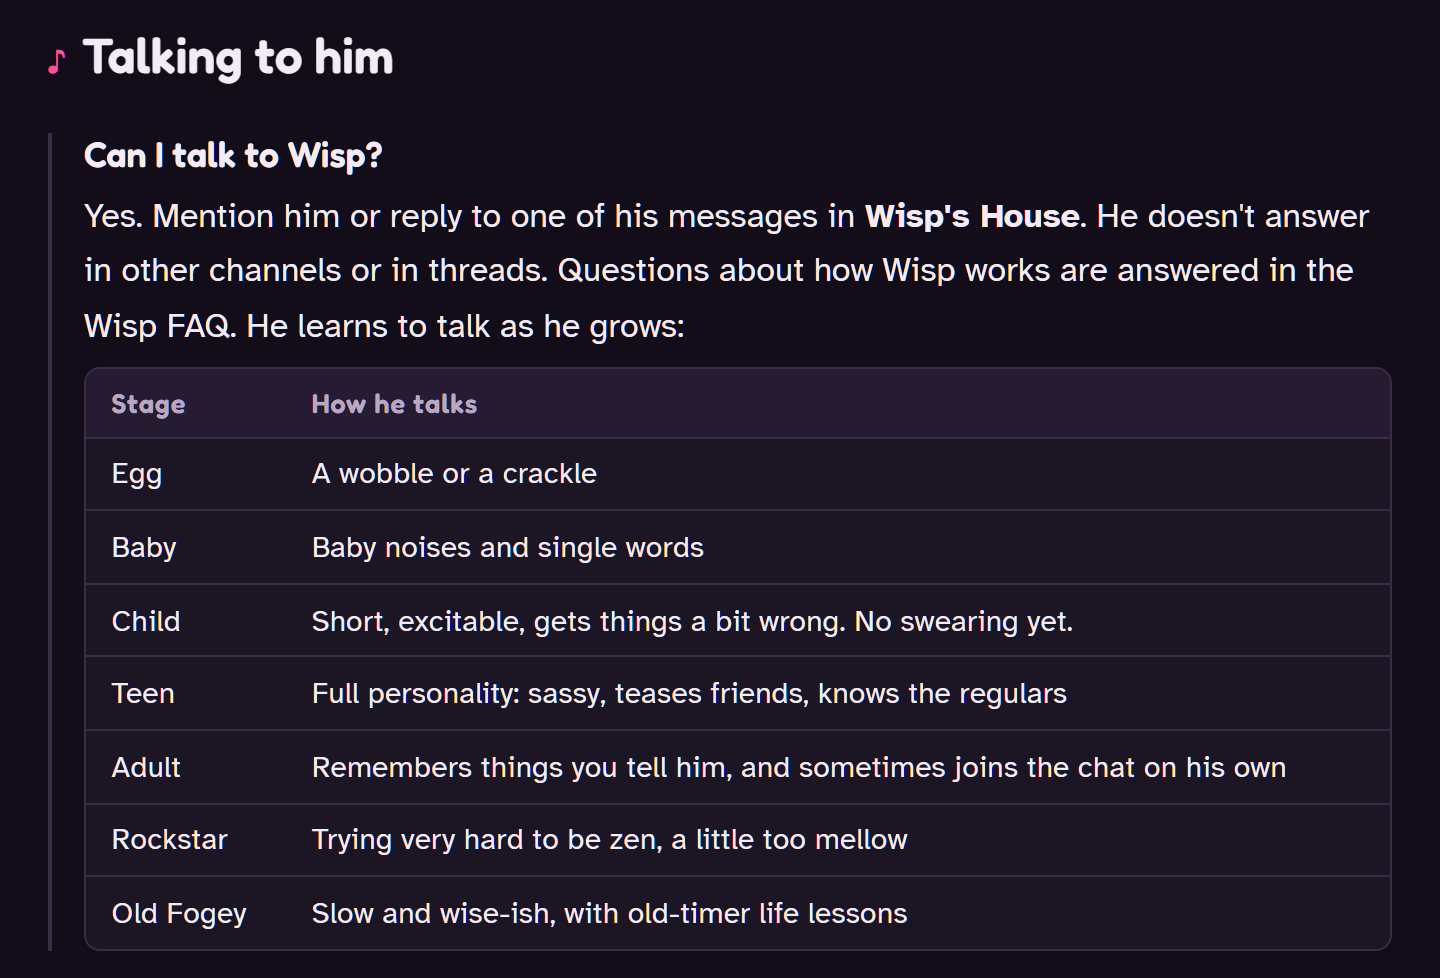 ♪ Talking to him
Can I talk to Wisp?
Yes. Mention him or reply to one of his messages in Wisp's House. He doesn't answer
in other channels or in threads. Questions about how Wisp works are answered in the
Wisp FAQ. He learns to talk as he grows:
Stage How he talks
Egg A wobble or a crackle
Baby Baby noises and single words
Child Short, excitable, gets things a bit wrong. No swearing yet.
Teen Full personality: sassy, teases friends, knows the regulars
Adult Remembers things you tell him, and sometimes joins the chat on his own
Rockstar Trying very hard to be zen, a little too mellow
Old Fogey Slow and wise-ish, with old-timer life lessons